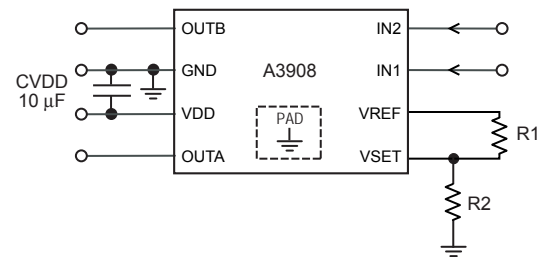 OUTB
IN2
GND
A3908
IN1
CVDD
10 μF
VDD
PAD
VREF
R1
OUTA
VSET
R2